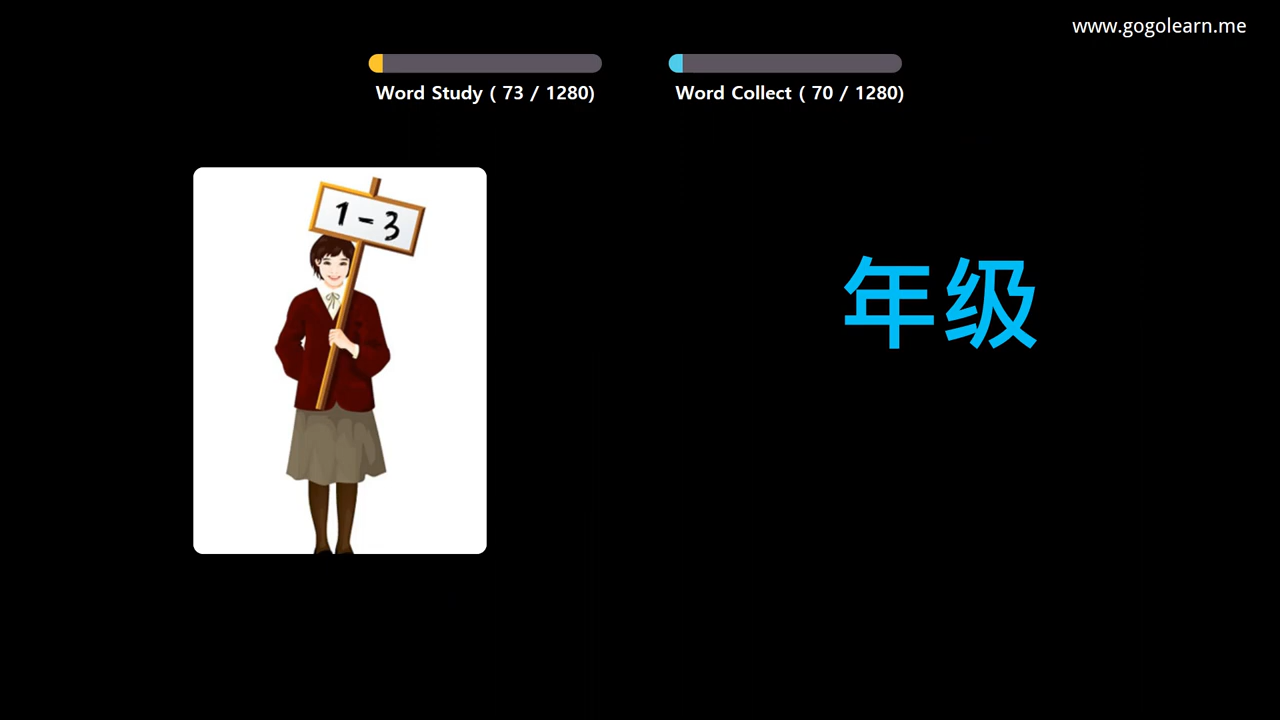 www.gogolearn.me
Word Study ( 73 / 1280)
Word Collect ( 70 / 1280)
1 - 3
年级